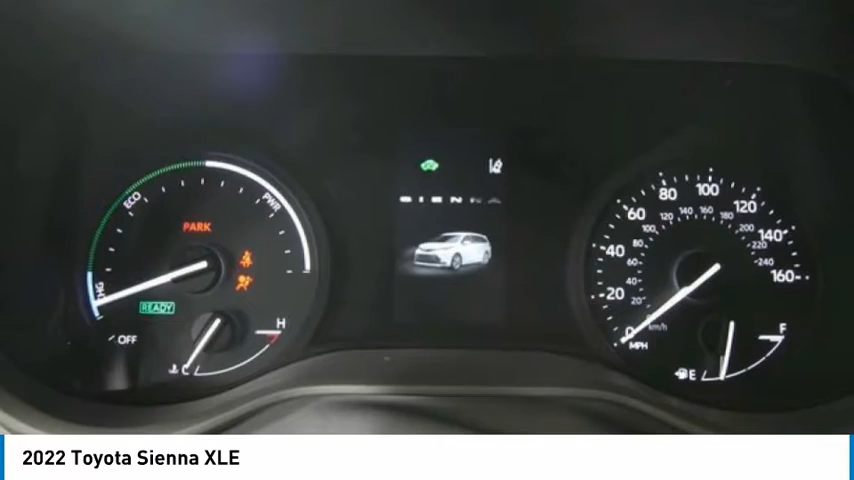 ECO
PWR
PARK
CHG
READY
OFF
H
C
SIENNA
0 20 40 60 80 100 120 140 160
20 40 60 80 100 120 140 160 180 200 220 240
km/h
MPH
E
F
2022 Toyota Sienna XLE